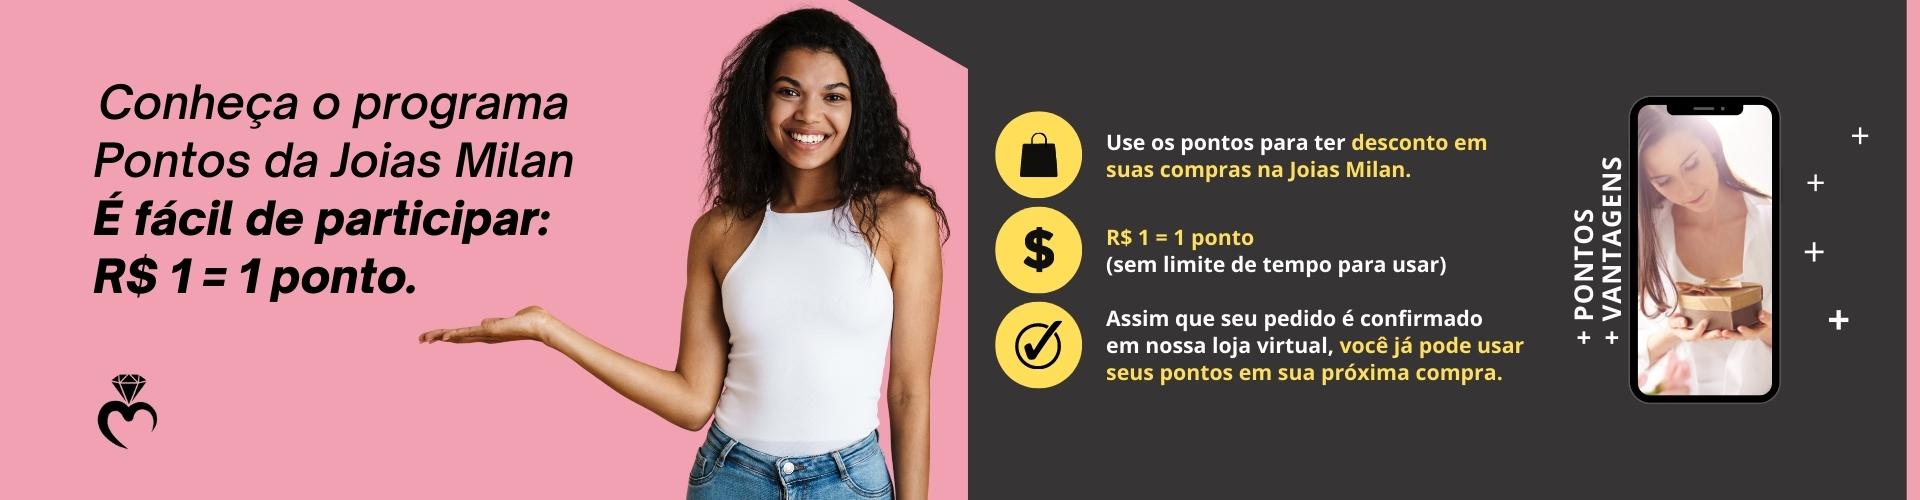 Conheça o programa
Pontos da Joias Milan
É fácil de participar:
R$ 1 = 1 ponto.
Use os pontos para ter desconto em
suas compras na Joias Milan.
$
R$ 1 = 1 ponto
(sem limite de tempo para usar)
Assim que seu pedido é confirmado
em nossa loja virtual, você já pode usar
seus pontos em sua próxima compra.
+ PONTOS
+ VANTAGENS